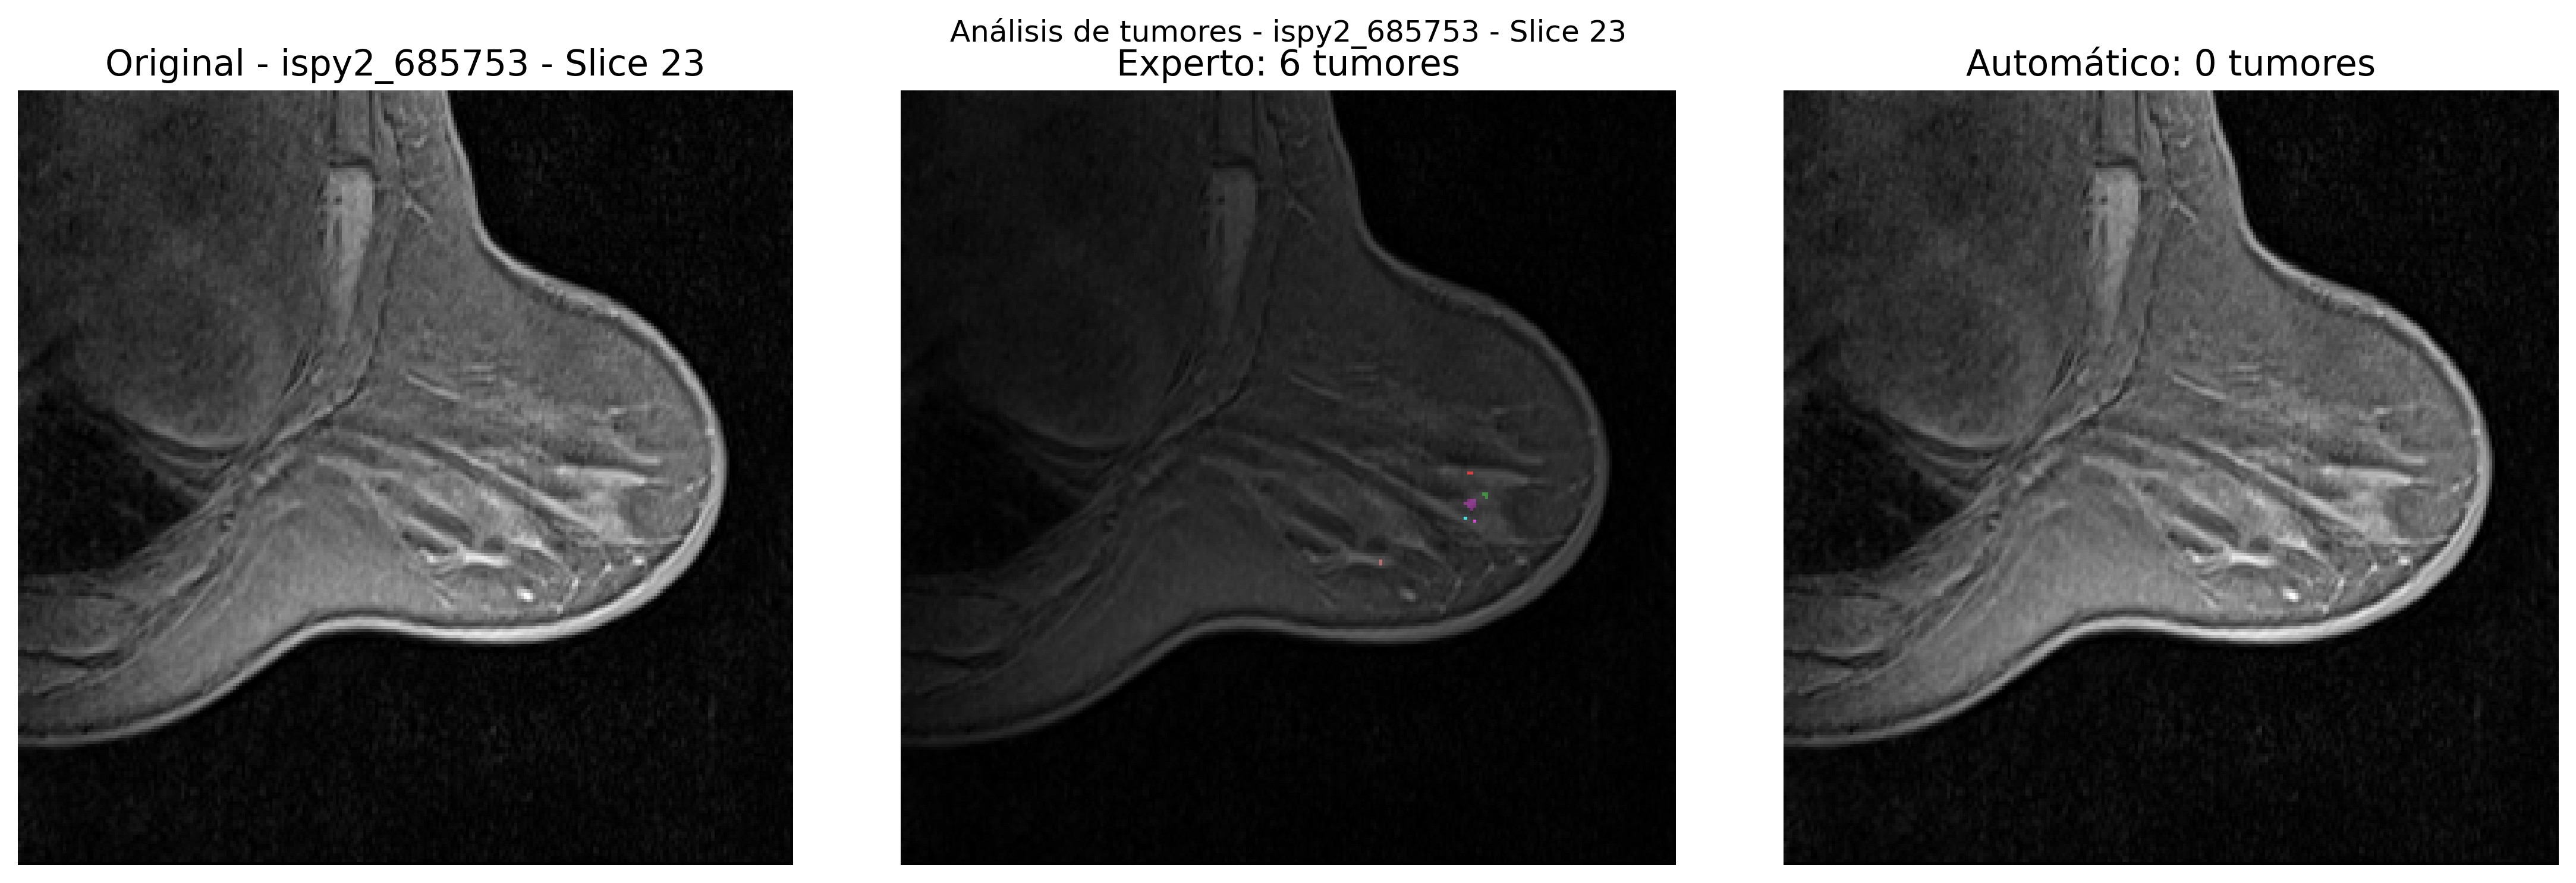 Análisis de tumores - ispy2_685753 - Slice 23
Original - ispy2_685753 - Slice 23
Experto: 6 tumores
Automático: 0 tumores